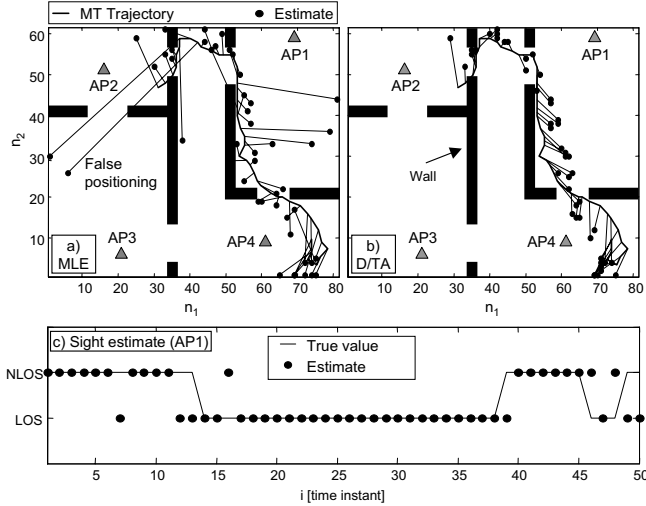 MT Trajectory Estimate
60
50
40
30
20
10
n2
AP1
AP2
False
positioning
AP3
AP4
a)
MLE
10 20 30 40 50 60 70 80
n1
AP1
AP2
Wall
AP3
AP4
b)
D/TA
10 20 30 40 50 60 70 80
n1
c) Sight estimate (AP1)
True value
Estimate
NLOS
LOS
5 10 15 20 25 30 35 40 45 50
i [time instant]